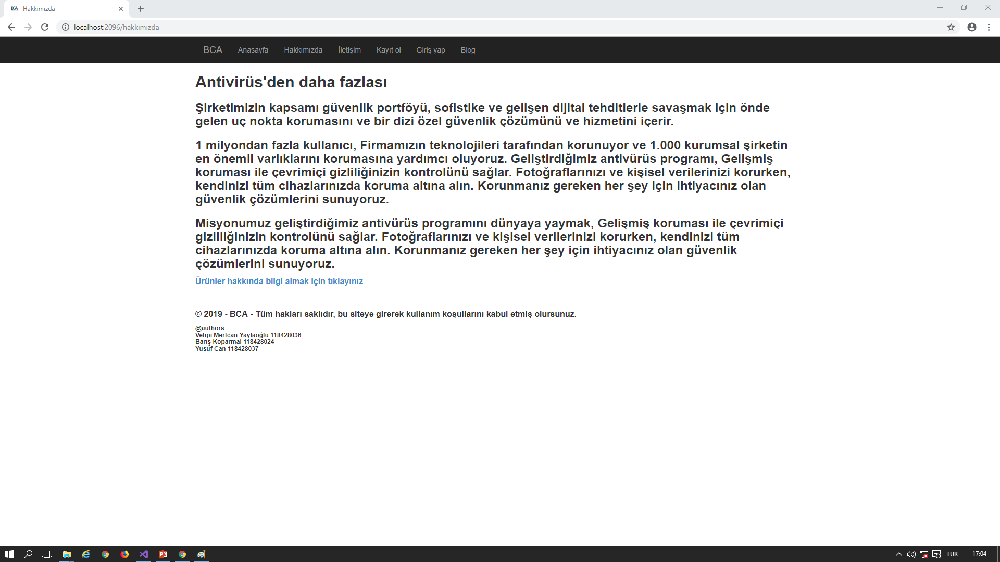 BCA Hakkımızda
localhost:2096/hakkımızda
BCA Anasayfa Hakkımızda İletişim Kayıt ol Giriş yap Blog
Antivirüs'den daha fazlası
Şirketimizin kapsamı güvenlik portföyü, sofistike ve gelişen dijital tehditlerle savaşmak için önde
gelen uç nokta korumasını ve bir dizi özel güvenlik çözümünü ve hizmetini içerir.
1 milyondan fazla kullanıcı, Firmamızın teknolojileri tarafından korunuyor ve 1.000 kurumsal şirketin
en önemli varlıklarını korumasına yardımcı oluyoruz. Geliştirdiğimiz antivürüs programı, Gelişmiş
koruması ile çevrimiçi gizliliğinizin kontrolünü sağlar. Fotoğraflarınızı ve kişisel verilerinizi korurken,
kendinizi tüm cihazlarınızda koruma altına alın. Korunmanız gereken her şey için ihtiyacınız olan
güvenlik çözümlerini sunuyoruz.
Misyonumuz geliştirdiğimiz antivürüs programını dünyaya yaymak, Gelişmiş koruması ile çevrimiçi
gizliliğinizin kontrolünü sağlar. Fotoğraflarınızı ve kişisel verilerinizi korurken, kendinizi tüm
cihazlarınızda koruma altına alın. Korunmanız gereken her şey için ihtiyacınız olan güvenlik
çözümlerini sunuyoruz.
Ürünler hakkında bilgi almak için tıklayınız
© 2019 - BCA - Tüm hakları saklıdır, bu siteye girerek kullanım koşullarını kabul etmiş olursunuz.
@authors
Vehpi Mertcan Yaylaoğlu 118428036
Barış Koparmal 118428024
Yusuf Can 118428037
TUR 17:04